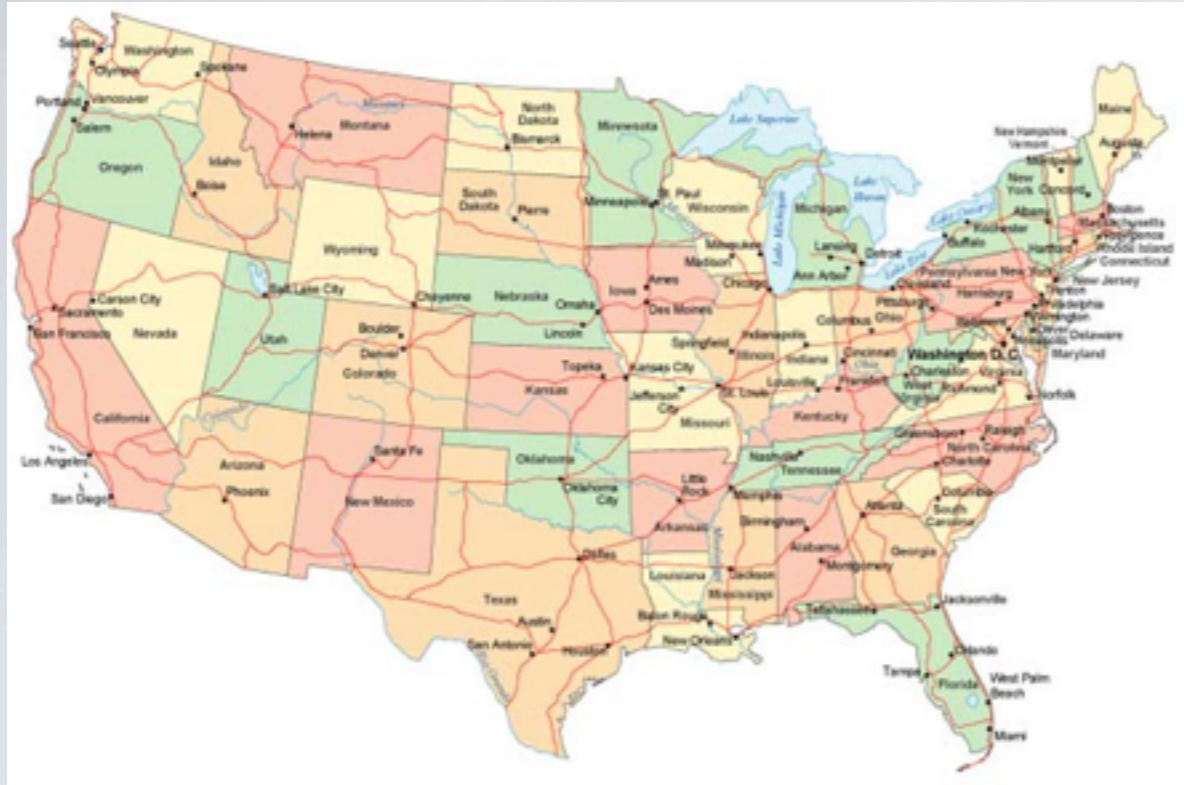 Seattle
Washington
Olympia
Spokane
Portland
Vancouver
Salem
Oregon
Idaho
Boise
Helena
Montana
Missouri
North
Dakota
Bismarck
South
Dakota
Pierre
Wyoming
Cheyenne
Nebraska
Omaha
Lincoln
Minnesota
Minneapolis
St. Paul
Wisconsin
Milwaukee
Madison
Lake Superior
Lake Michigan
Lake
Huron
Michigan
Lansing
Detroit
Ann Arbor
Lake Erie
Lake Ontario
Iowa
Ames
Des Moines
Chicago
Carson City
Sacramento
San Francisco
Nevada
California
Los Angeles
San Diego
Salt Lake City
Utah
Boulder
Denver
Colorado
Topeka
Kansas
Kansas City
Jefferson
City
Missouri
St. Louis
Springfield
Illinois
Indianapolis
Indiana
Columbus
Ohio
Cincinnati
Ohio
Louisville
Frankfort
Kentucky
Arizona
Phoenix
Santa Fe
New Mexico
Oklahoma
Oklahoma
City
Little
Rock
Arkansas
Nashville
Tennessee
Memphis
Texas
Dallas
Austin
San Antonio
Houston
Louisiana
Baton Rouge
New Orleans
Mississippi
Jackson
Mississippi
Birmingham
Alabama
Montgomery
Atlanta
Georgia
Tallahassee
Jacksonville
Orlando
Tampa
Florida
West Palm
Beach
Miami
Columbia
South
Carolina
Charlotte
North Carolina
Raleigh
Greensboro
Norfolk
Richmond
Virginia
West
Virginia
Charleston
Washington D. C.
Maryland
Delaware
Dover
Wilmington
Philadelphia
Trenton
New Jersey
Pennsylvania
New York
Harrisburg
Pittsburgh
Buffalo
Rochester
Albany
New
York
Connecticut
Rhode Island
Providence
Massachusetts
Boston
Hartford
Concord
Montpelier
New Hampshire
Vermont
Augusta
Maine